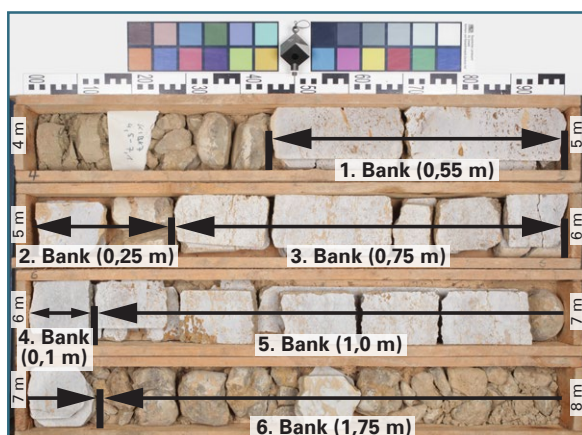 00
10
20
30
40
50
60
70
80
90
4 m
5 m
1. Bank (0,55 m)
5 m
6 m
2. Bank (0,25 m)
3. Bank (0,75 m)
6 m
7 m
4. Bank
(0,1 m)
5. Bank (1,0 m)
7 m
8 m
6. Bank (1,75 m)